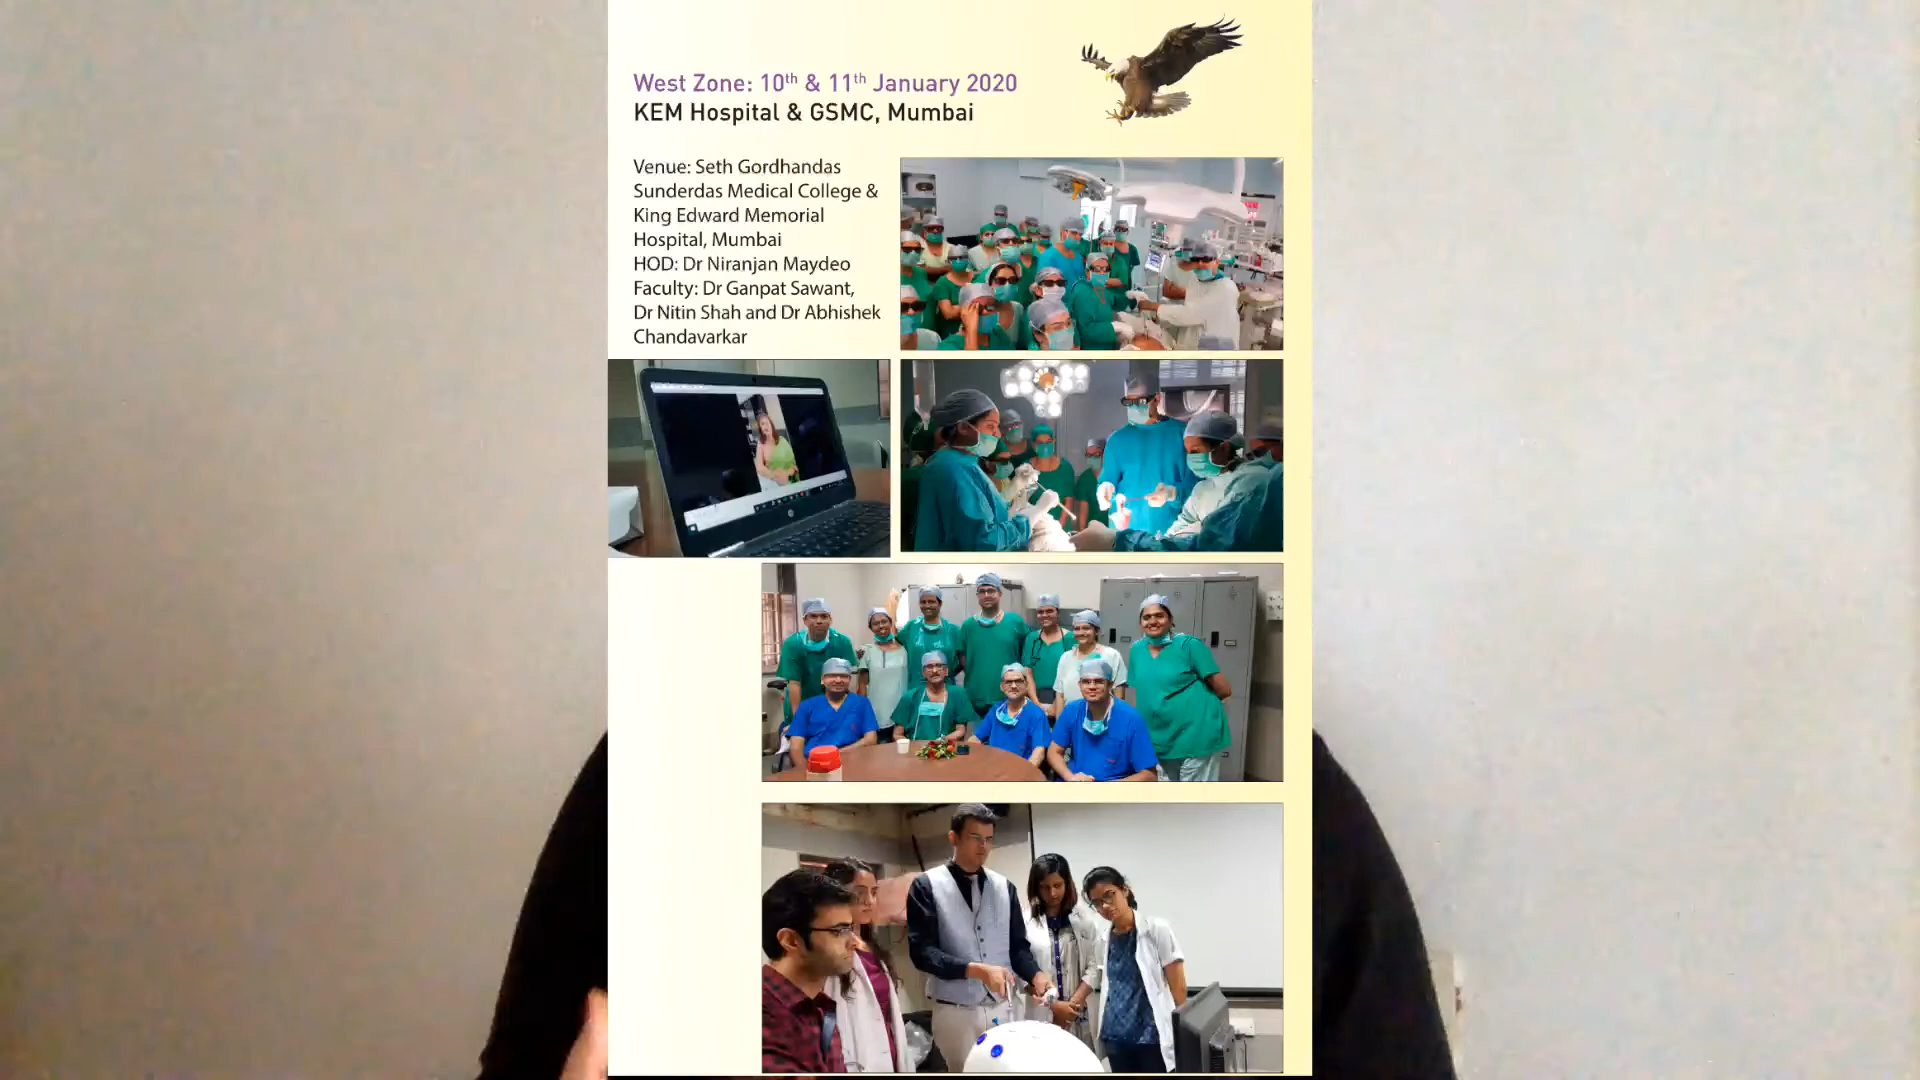 West Zone: 10th & 11th January 2020
KEM Hospital & GSMC, Mumbai
Venue: Seth Gordhandas
Sunderdas Medical College &
King Edward Memorial
Hospital, Mumbai
HOD: Dr Niranjan Maydeo
Faculty: Dr Ganpat Sawant,
Dr Nitin Shah and Dr Abhishek
Chandavarkar